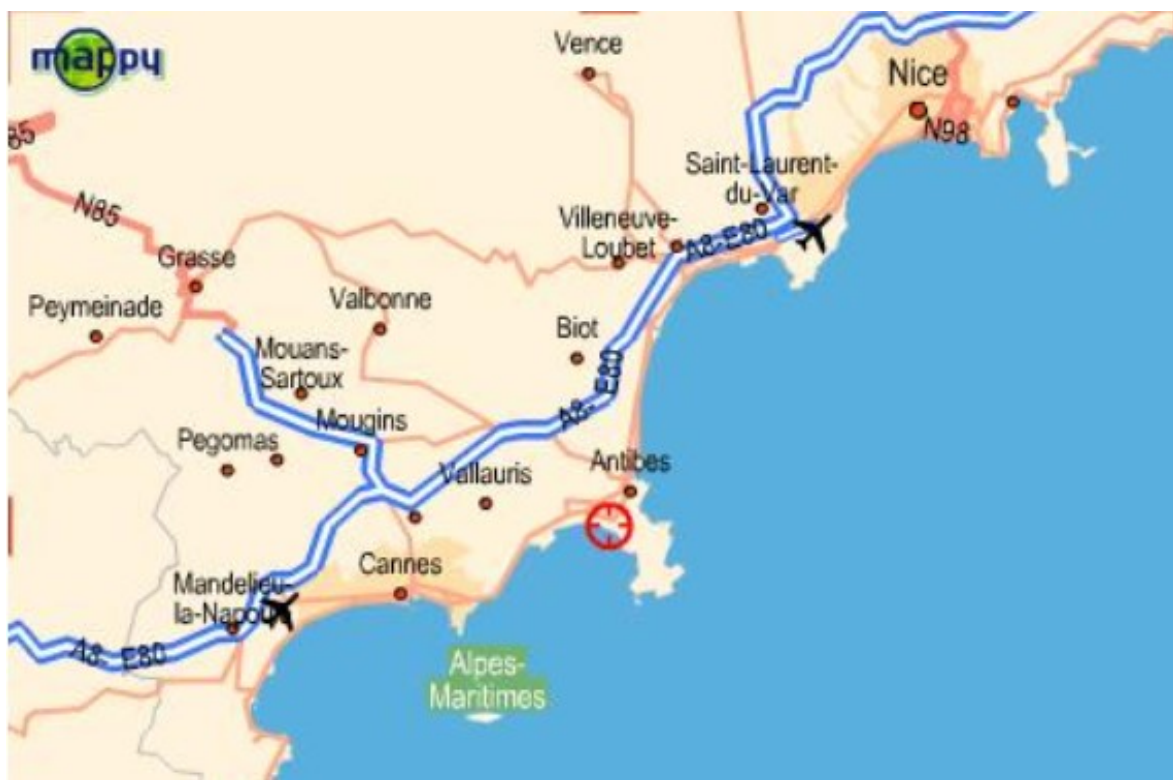 mappy
Vence
Nice
N98
85
Saint-Laurent-
du-Var
N85
Villeneuve-
Loubet
A8-E80
Grasse
Peymeinade
Valbonne
Biot
Mouans-
Sartoux
A8- E80
Mougins
Pegomas
Antibes
Vallauris
Cannes
Mandelieu-
la-Napoule
A8- E80
Alpes-
Maritimes